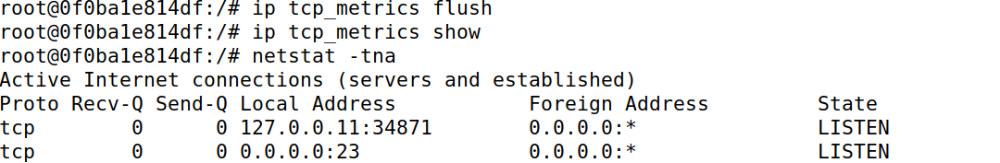 root@0f0ba1e814df:/# ip tcp_metrics flush
root@0f0ba1e814df:/# ip tcp_metrics show
root@0f0ba1e814df:/# netstat -tna
Active Internet connections (servers and established)
Proto Recv-Q Send-Q Local Address           Foreign Address         State
tcp        0      0 127.0.0.11:34871        0.0.0.0:*               LISTEN
tcp        0      0 0.0.0.0:23              0.0.0.0:*               LISTEN